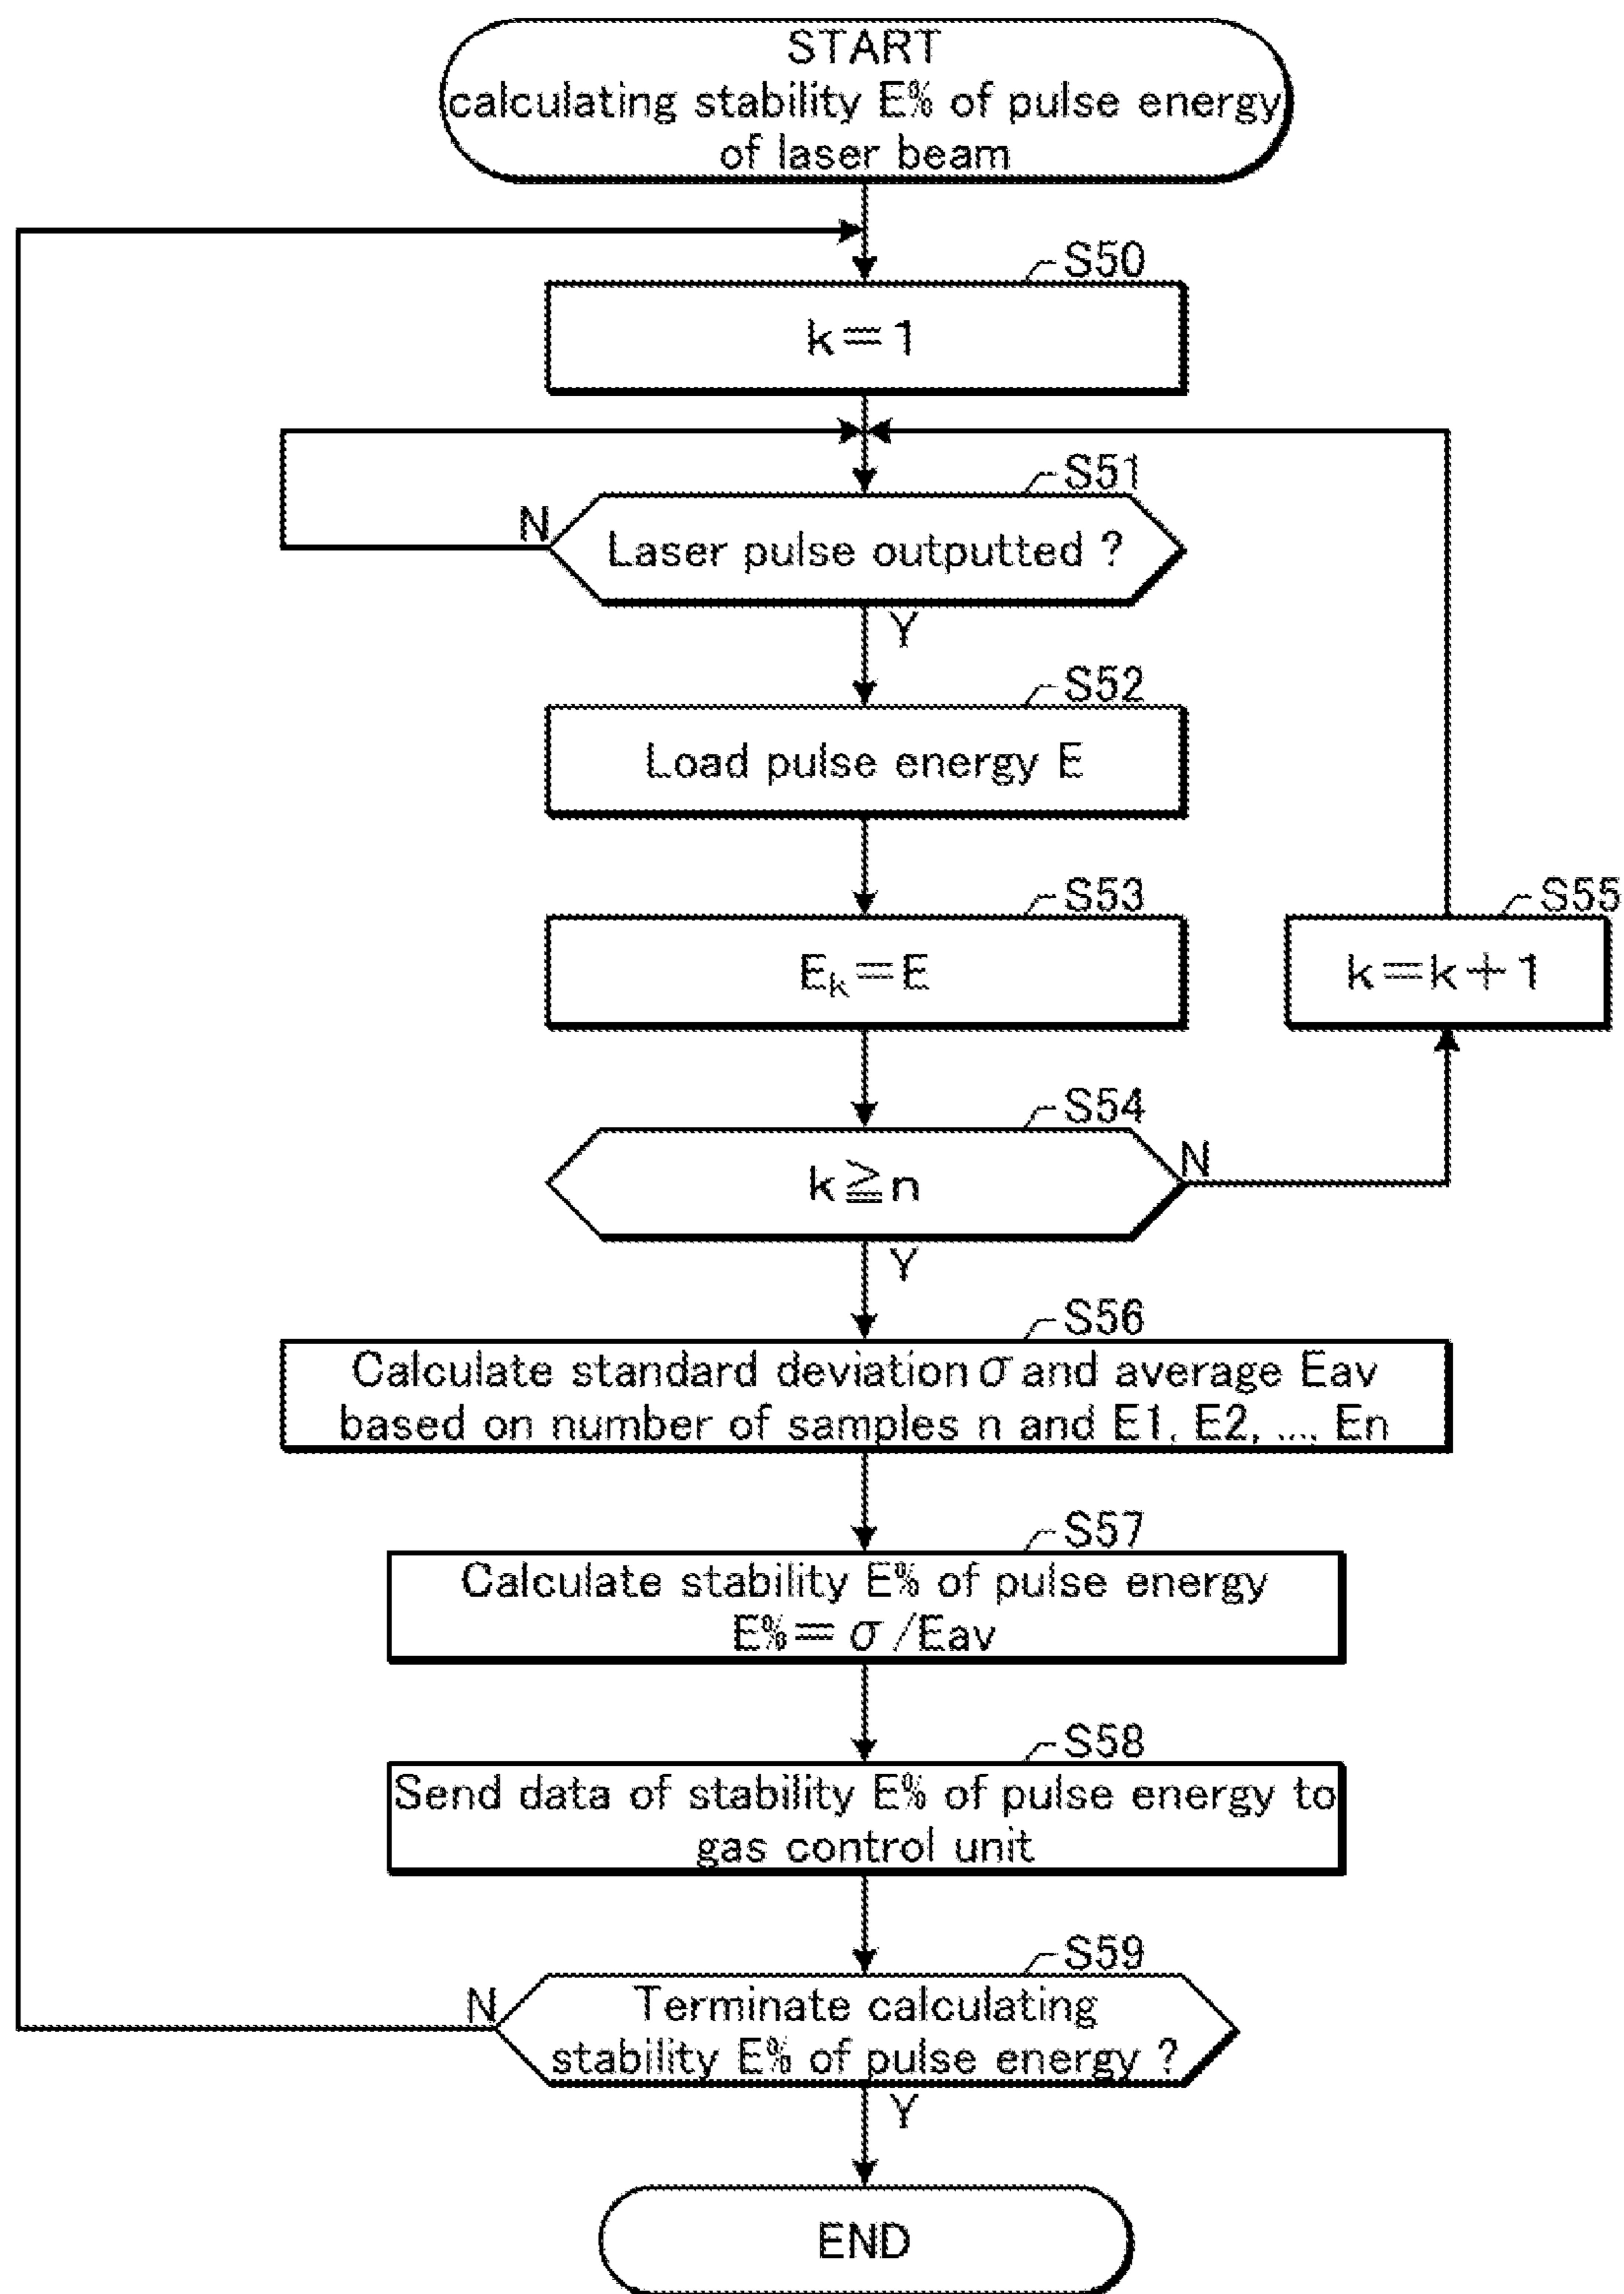 START
calculating stability E% of pulse energy
of laser beam
S50
k=1
S51
N
Laser pulse outputted ?
Y
S52
Load pulse energy E
S53
S55
Eₖ=E
k=k+1
S54
k≧n
N
Y
S56
Calculate standard deviation σ and average Eav
based on number of samples n and E1, E2, ..., En
S57
Calculate stability E% of pulse energy
E%=σ/Eav
S58
Send data of stability E% of pulse energy to
gas control unit
S59
N
Terminate calculating
stability E% of pulse energy ?
Y
END